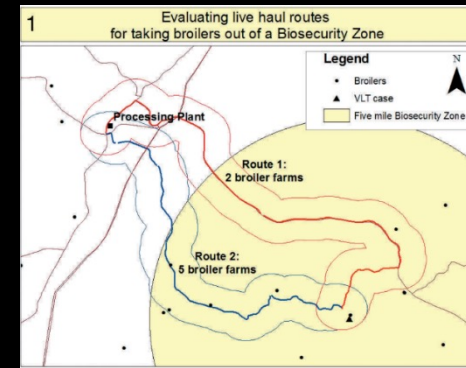 1
Evaluating live haul routes
for taking broilers out of a Biosecurity Zone
Legend
N
Broilers
VLT case
Five mile Biosecurity Zone
Processing Plant
Route 1:
2 broiler farms
Route 2:
5 broiler farms